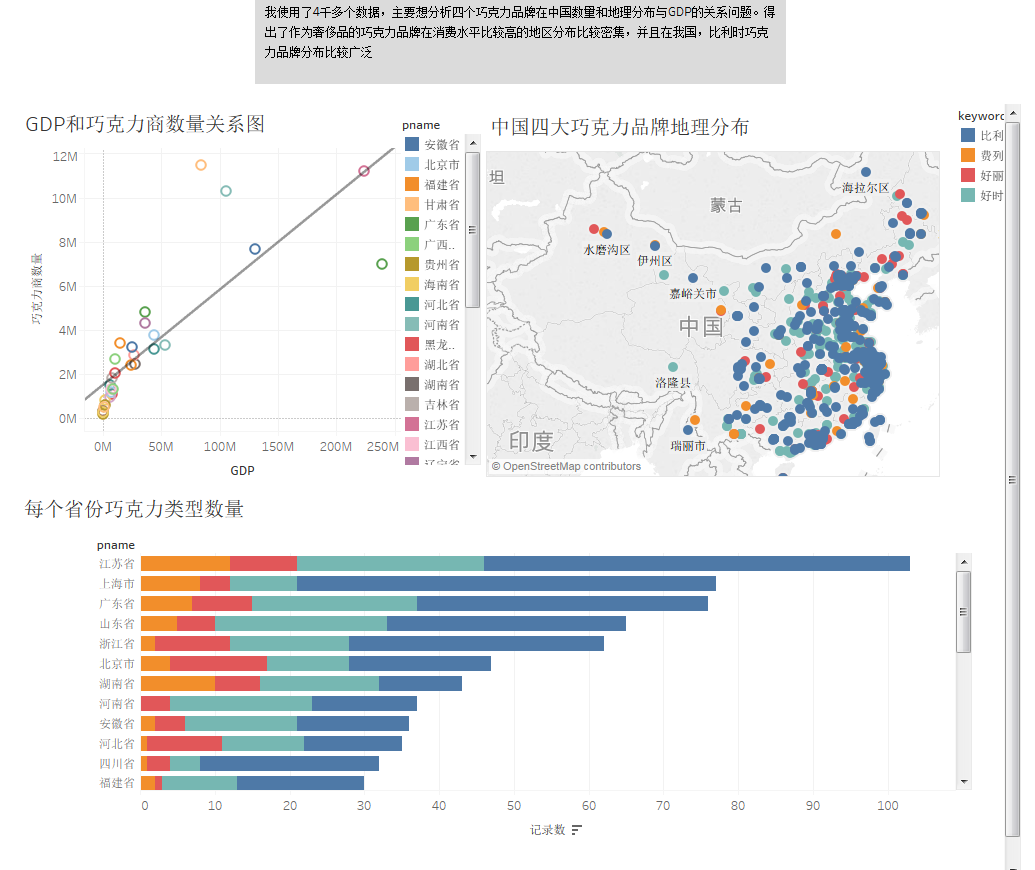 我使用了4千多个数据，主要想分析四个巧克力品牌在中国数量和地理分布与GDP的关系问题。得
出了作为奢侈品的巧克力品牌在消费水平比较高的地区分布比较密集，并且在我国，比利时巧克
力品牌分布比较广泛
GDP和巧克力商数量关系图
12M
10M
8M
6M
4M
2M
0M
巧克力商数量
0M
50M
100M
150M
200M
250M
GDP
pname
安徽省
北京市
福建省
甘肃省
广东省
广西..
贵州省
海南省
河北省
河南省
黑龙..
湖北省
湖南省
吉林省
江苏省
江西省
辽宁省
中国四大巧克力品牌地理分布
坦
蒙古
海拉尔区
水磨沟区
伊州区
嘉峪关市
中国
洛隆县
印度
瑞丽市
© OpenStreetMap contributors
keyword
比利
费列
好丽
好时
每个省份巧克力类型数量
pname
江苏省
上海市
广东省
山东省
浙江省
北京市
湖南省
河南省
安徽省
河北省
四川省
福建省
0
10
20
30
40
50
60
70
80
90
100
记录数